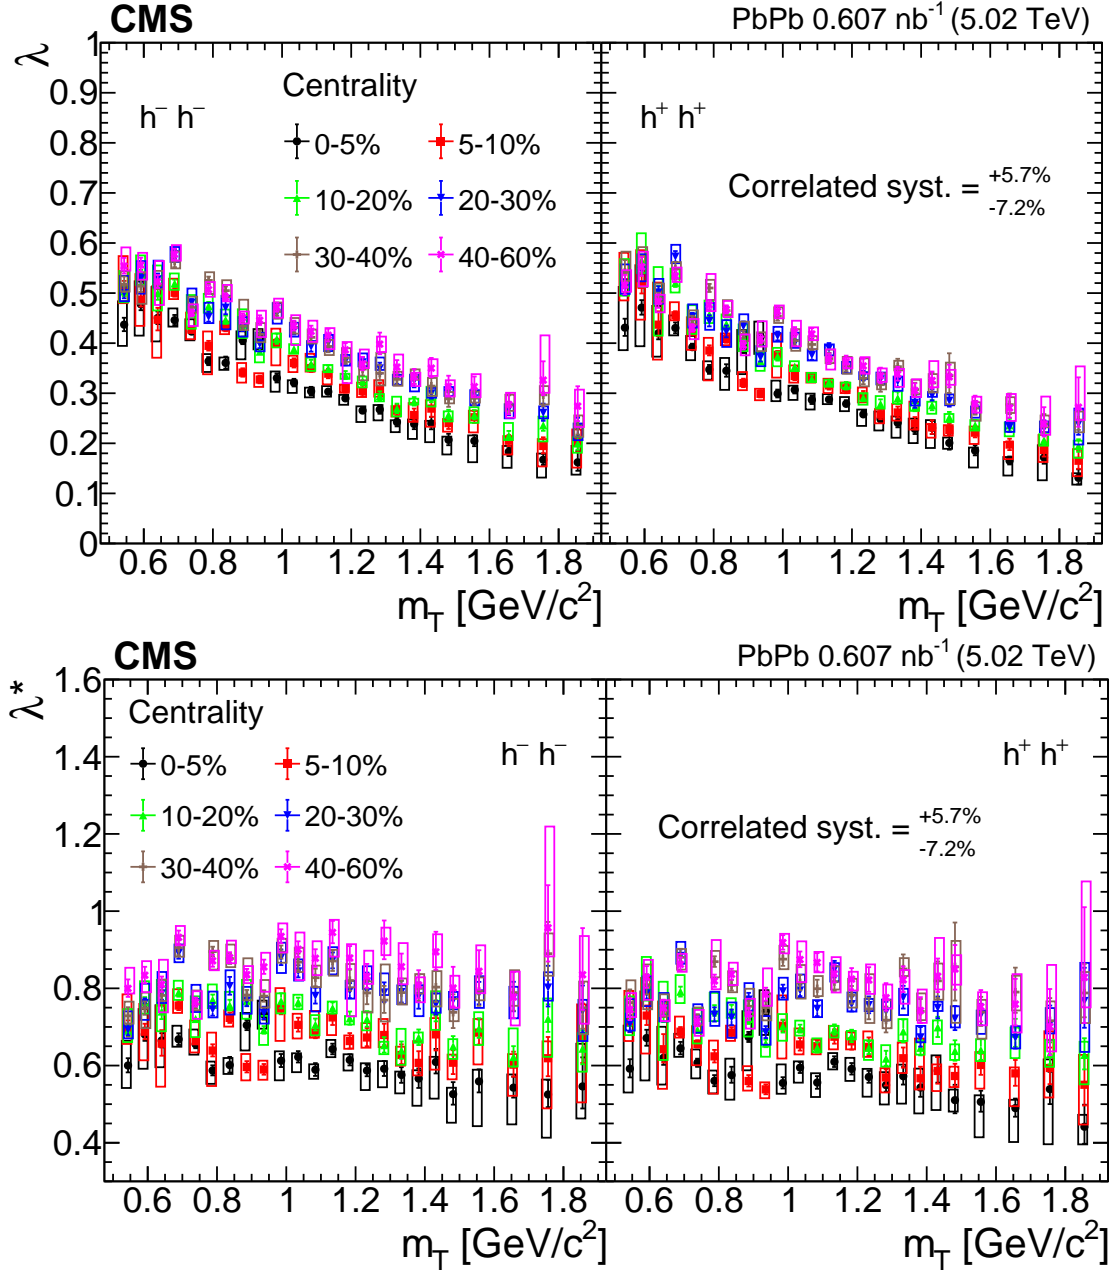 CMS
PbPb 0.607 nb⁻¹ (5.02 TeV)
λ
1
0.9
0.8
0.7
0.6
0.5
0.4
0.3
0.2
0.1
0
h⁻ h⁻
Centrality
0-5%
5-10%
10-20%
20-30%
30-40%
40-60%
h⁺ h⁺
Correlated syst. = +5.7% -7.2%
0.6 0.8 1 1.2 1.4 1.6 1.8
0.6 0.8 1 1.2 1.4 1.6 1.8
m_T [GeV/c²]
m_T [GeV/c²]
CMS
PbPb 0.607 nb⁻¹ (5.02 TeV)
λ*
1.6
1.4
1.2
1
0.8
0.6
0.4
Centrality
0-5%
5-10%
10-20%
20-30%
30-40%
40-60%
h⁻ h⁻
h⁺ h⁺
Correlated syst. = +5.7% -7.2%
0.6 0.8 1 1.2 1.4 1.6 1.8
0.6 0.8 1 1.2 1.4 1.6 1.8
m_T [GeV/c²]
m_T [GeV/c²]